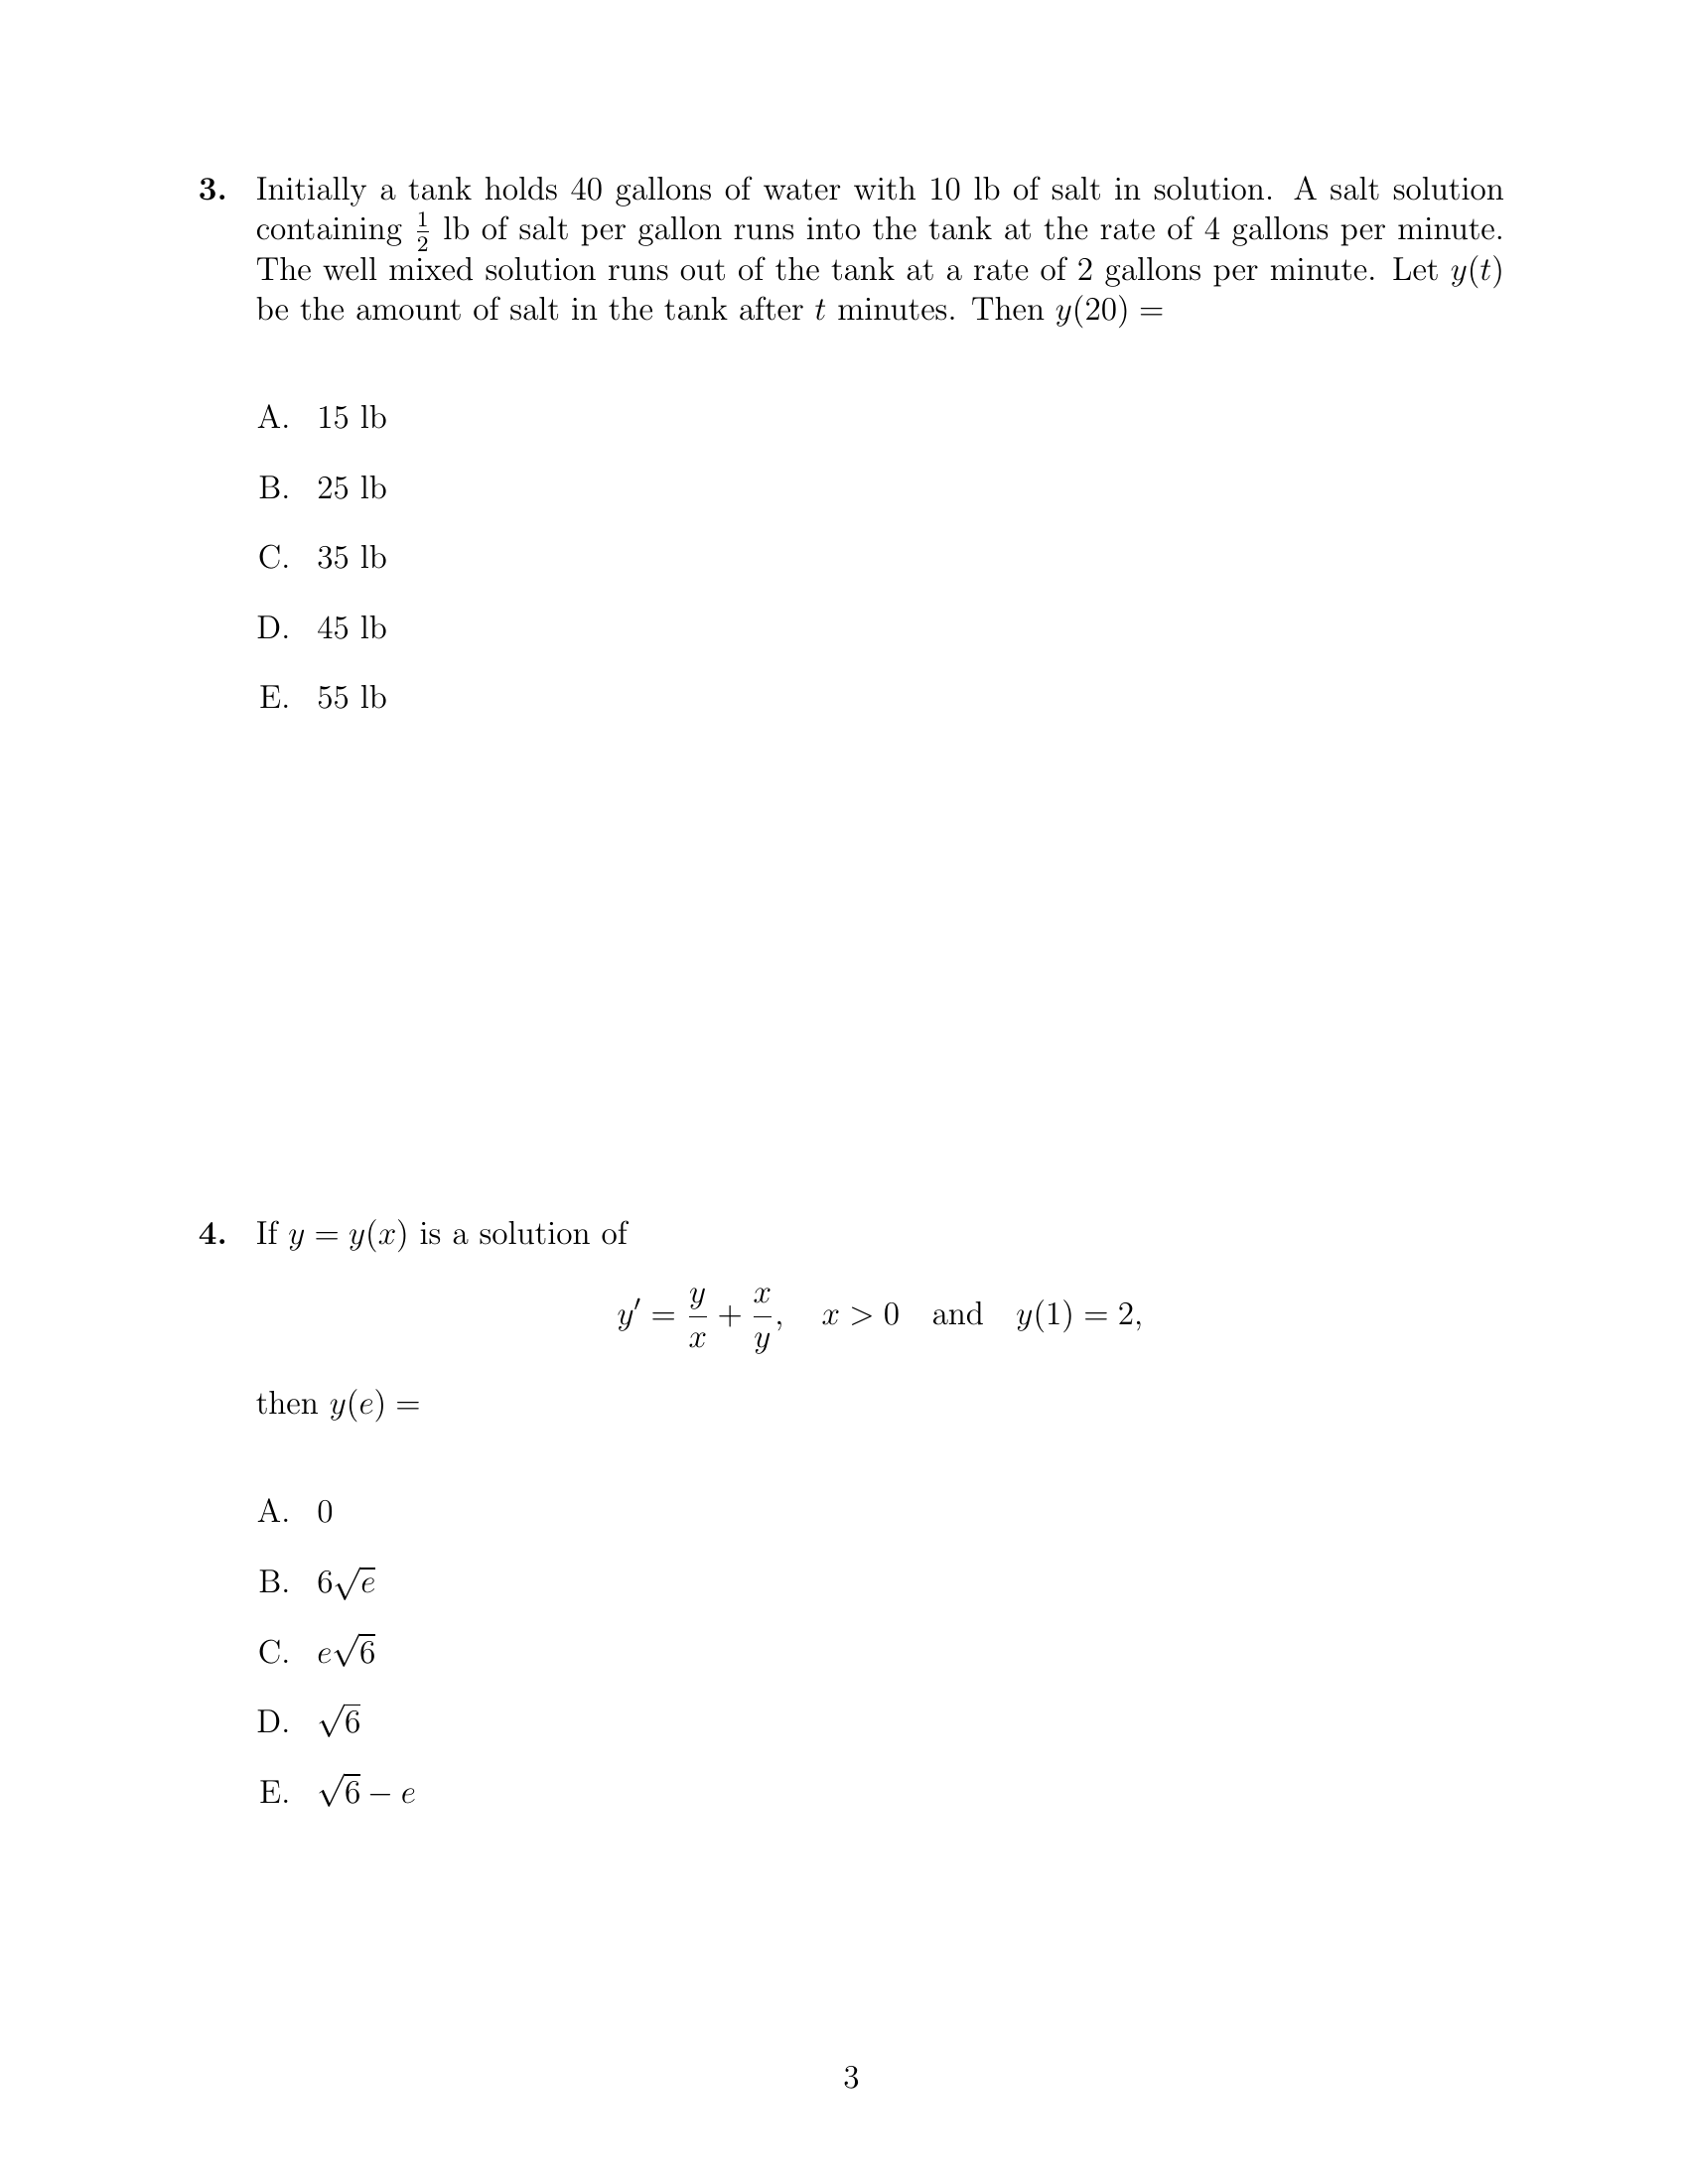 3. Initially a tank holds 40 gallons of water with 10 lb of salt in solution. A salt solution
containing $\frac{1}{2}$ lb of salt per gallon runs into the tank at the rate of 4 gallons per minute.
The well mixed solution runs out of the tank at a rate of 2 gallons per minute. Let $y(t)$
be the amount of salt in the tank after $t$ minutes. Then $y(20) =$
A. 15 lb
B. 25 lb
C. 35 lb
D. 45 lb
E. 55 lb
4. If $y = y(x)$ is a solution of
$y' = \frac{y}{x} + \frac{x}{y}, \quad x > 0 \quad \text{and} \quad y(1) = 2,$
then $y(e) =$
A. 0
B. $6\sqrt{e}$
C. $e\sqrt{6}$
D. $\sqrt{6}$
E. $\sqrt{6} - e$
3